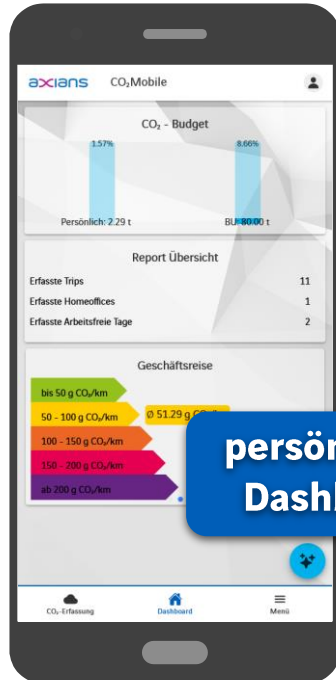 axians CO₂Mobile
CO₂ - Budget
1.57% 8.66%
Persönlich: 2.29 t BU: 80.00 t
Report Übersicht
Erfasste Trips 11
Erfasste Homeoffices 1
Erfasste Arbeitsfreie Tage 2
Geschäftsreise
bis 50 g CO₂/km
50 - 100 g CO₂/km Ø 51.29 g CO₂/km
100 - 150 g CO₂/km
150 - 200 g CO₂/km
ab 200 g CO₂/km
persön
Dash
CO₂-Erfassung Dashboard Menü